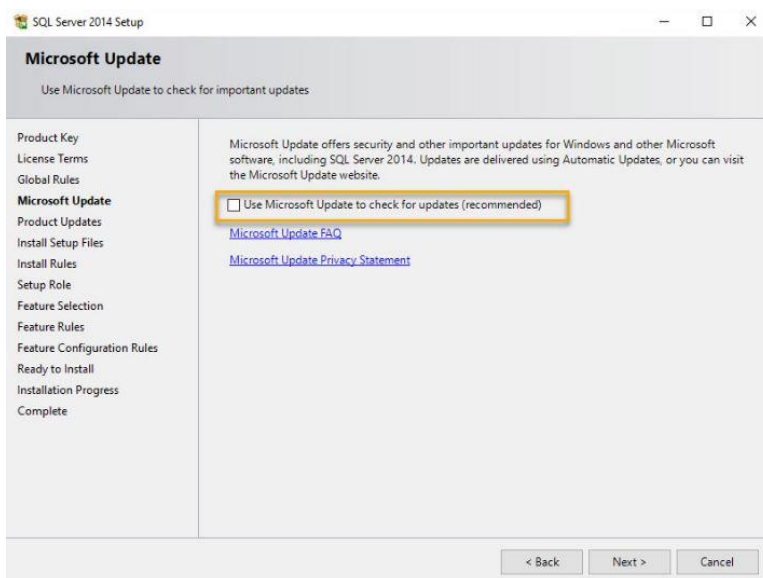 SQL Server 2014 Setup
Microsoft Update
Use Microsoft Update to check for important updates
Product Key
License Terms
Global Rules
Microsoft Update
Product Updates
Install Setup Files
Install Rules
Setup Role
Feature Selection
Feature Rules
Feature Configuration Rules
Ready to Install
Installation Progress
Complete
Microsoft Update offers security and other important updates for Windows and other Microsoft
software, including SQL Server 2014. Updates are delivered using Automatic Updates, or you can visit
the Microsoft Update website.
Use Microsoft Update to check for updates (recommended)
Microsoft Update FAQ
Microsoft Update Privacy Statement
< Back Next > Cancel